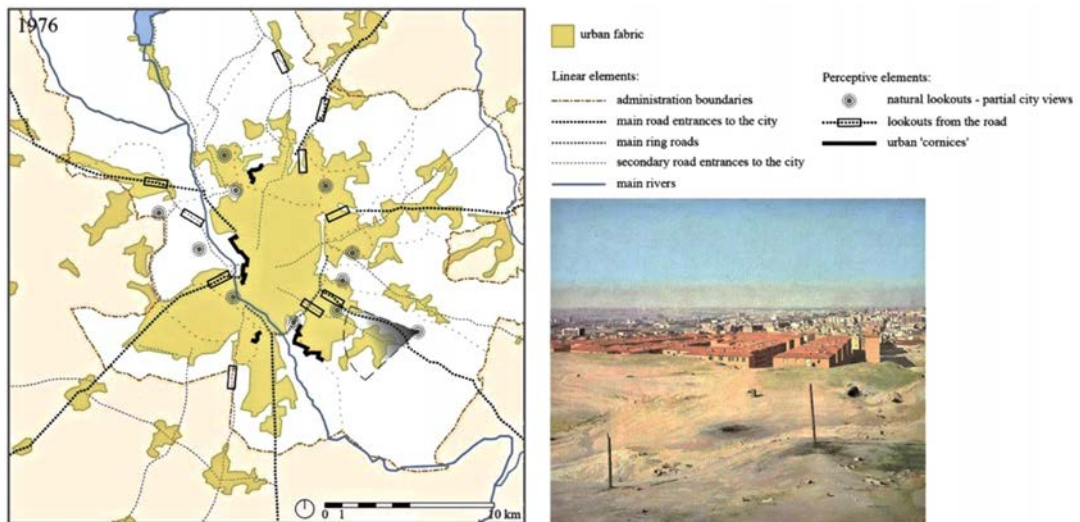 1976
0 1 10 km
urban fabric
Linear elements:
administration boundaries
main road entrances to the city
main ring roads
secondary road entrances to the city
main rivers
Perceptive elements:
natural lookouts - partial city views
lookouts from the road
urban 'cornices'